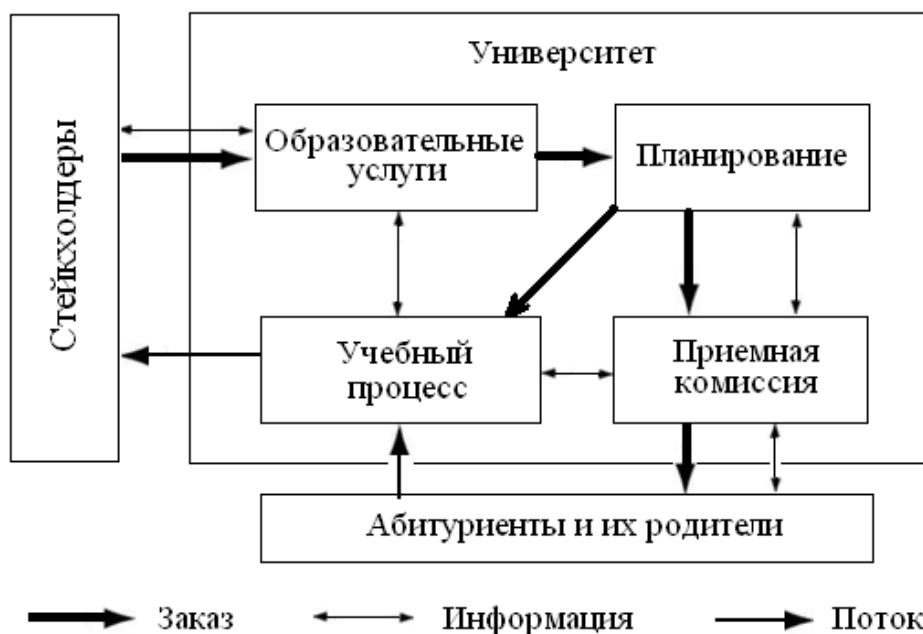 Стейкхолдеры
Университет
Образовательные
услуги
Планирование
Учебный
процесс
Приемная
комиссия
Абитуриенты и их родители
Заказ
Информация
Поток